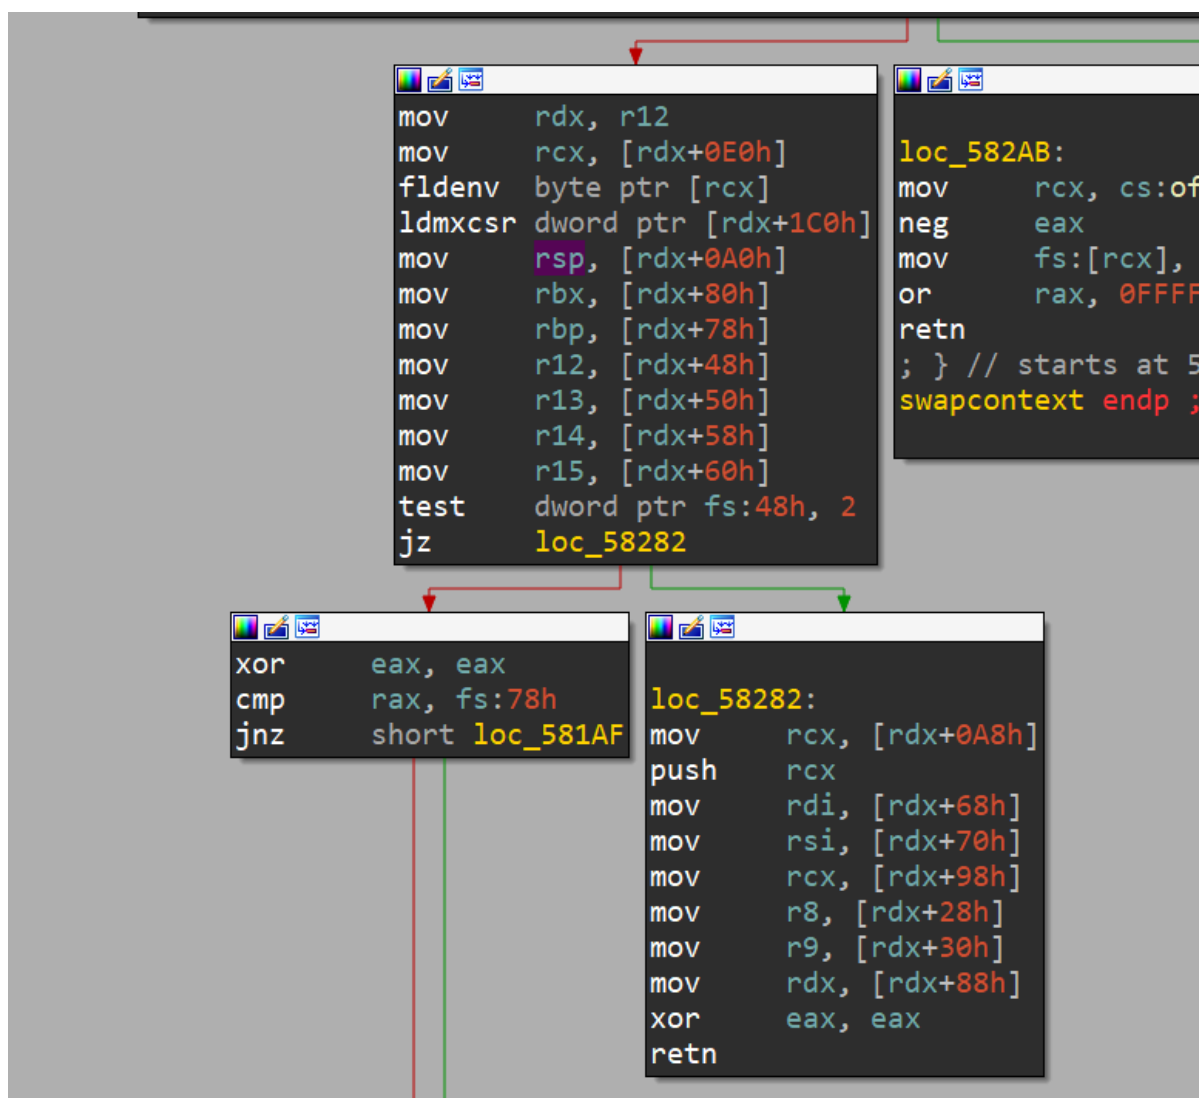 mov rdx, r12
mov rcx, [rdx+0E0h]
fldenv byte ptr [rcx]
ldmxcsr dword ptr [rdx+1C0h]
mov rsp, [rdx+0A0h]
mov rbx, [rdx+80h]
mov rbp, [rdx+78h]
mov r12, [rdx+48h]
mov r13, [rdx+50h]
mov r14, [rdx+58h]
mov r15, [rdx+60h]
test dword ptr fs:48h, 2
jz loc_58282
loc_582AB:
mov rcx, cs:of
neg eax
mov fs:[rcx],
or rax, 0FFFF
retn
; } // starts at 5
swapcontext endp ;
xor eax, eax
cmp rax, fs:78h
jnz short loc_581AF
loc_58282:
mov rcx, [rdx+0A8h]
push rcx
mov rdi, [rdx+68h]
mov rsi, [rdx+70h]
mov rcx, [rdx+98h]
mov r8, [rdx+28h]
mov r9, [rdx+30h]
mov rdx, [rdx+88h]
xor eax, eax
retn